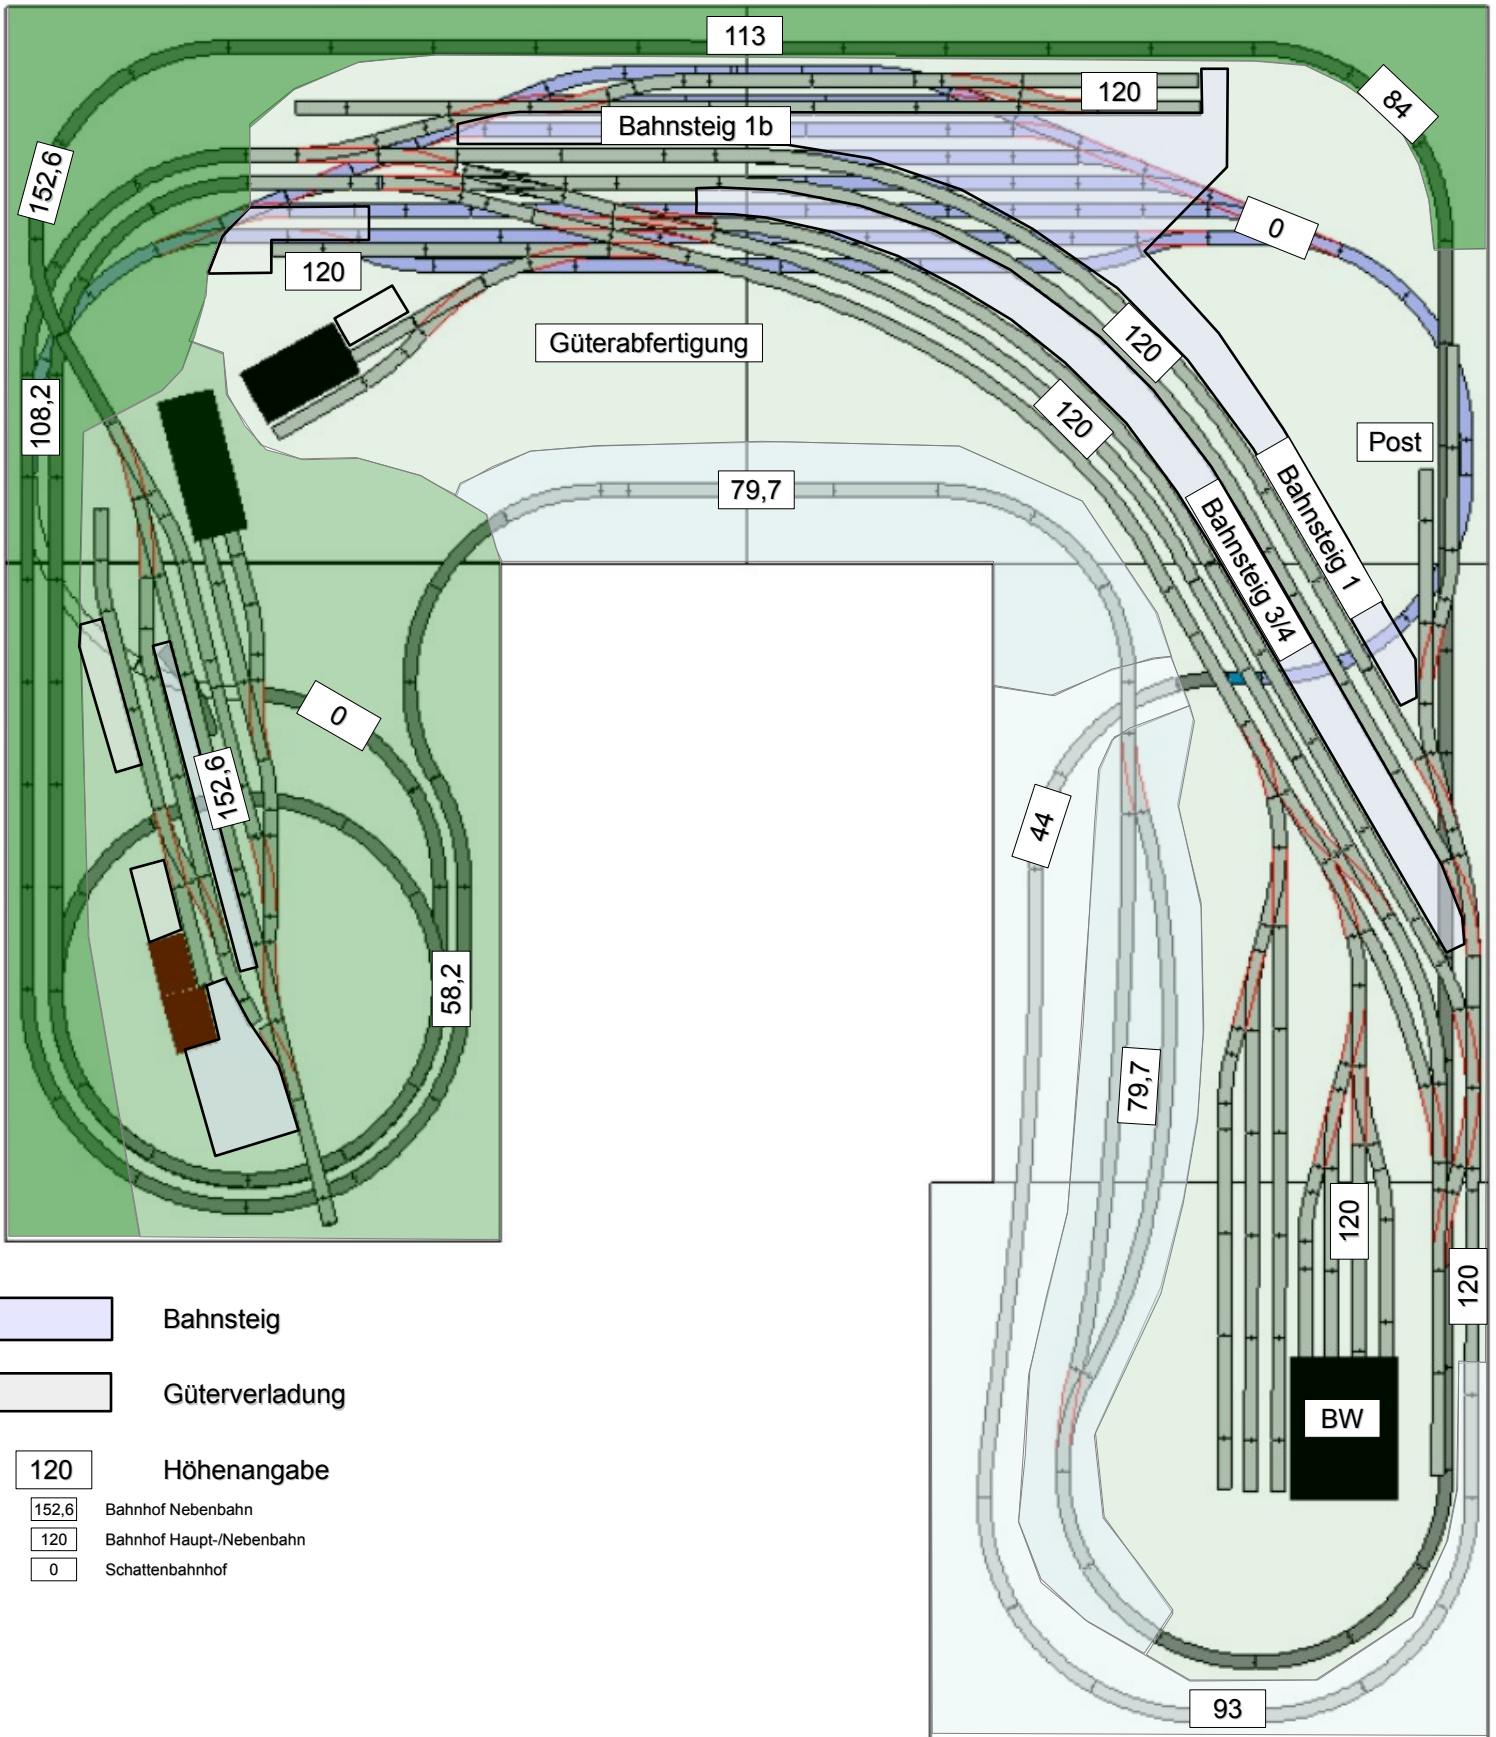 113
120
84
Bahnsteig 1b
152,6
0
120
Güterabfertigung
120
108,2
120
Post
79,7
Bahnsteig 1
Bahnsteig 3/4
0
152,6
44
58,2
79,7
120
120
Bahnsteig
Güterverladung
BW
120 Höhenangabe
152,6 Bahnhof Nebenbahn
120 Bahnhof Haupt-/Nebenbahn
0 Schattenbahnhof
93